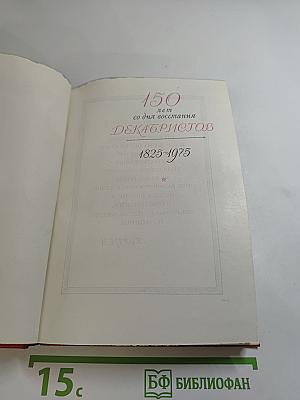 150
лет
со дня восстания
ДЕКАБРИСТОВ
1825-1975
15с
БФ БИБЛИОФАН